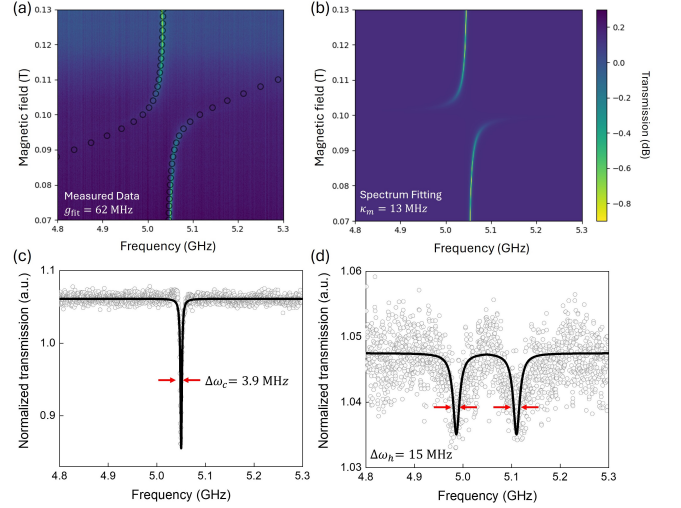 (a)
0.13
0.12
0.11
0.10
0.09
0.08
0.07
Magnetic field (T)
Measured Data
g_fit = 62 MHz
4.8 4.9 5.0 5.1 5.2 5.3
Frequency (GHz)
(b)
0.13
0.12
0.11
0.10
0.09
0.08
0.07
Magnetic field (T)
Spectrum Fitting
κ_m = 13 MHz
4.8 4.9 5.0 5.1 5.2 5.3
Frequency (GHz)
0.2
0.0
−0.2
−0.4
−0.6
−0.8
Transmission (dB)
(c)
1.1
1.0
0.9
Normalized transmission (a.u.)
Δω_c = 3.9 MHz
4.8 4.9 5.0 5.1 5.2 5.3
Frequency (GHz)
(d)
1.06
1.05
1.04
1.03
Normalized transmission (a.u.)
Δω_h = 15 MHz
4.8 4.9 5.0 5.1 5.2 5.3
Frequency (GHz)